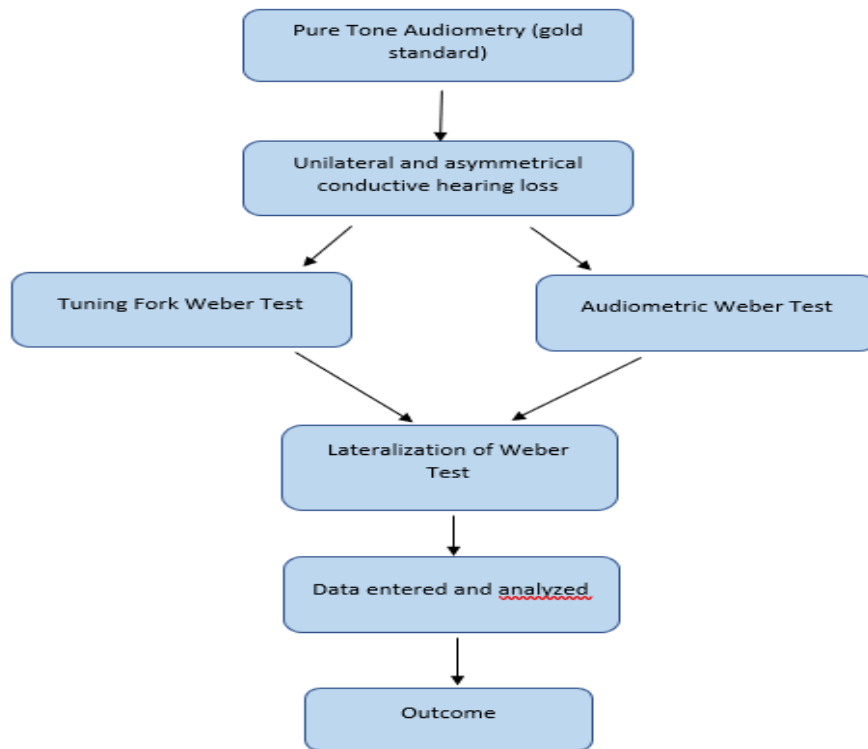 Pure Tone Audiometry (gold
standard)
Unilateral and asymmetrical
conductive hearing loss
Tuning Fork Weber Test
Audiometric Weber Test
Lateralization of Weber
Test
Data entered and analyzed
Outcome